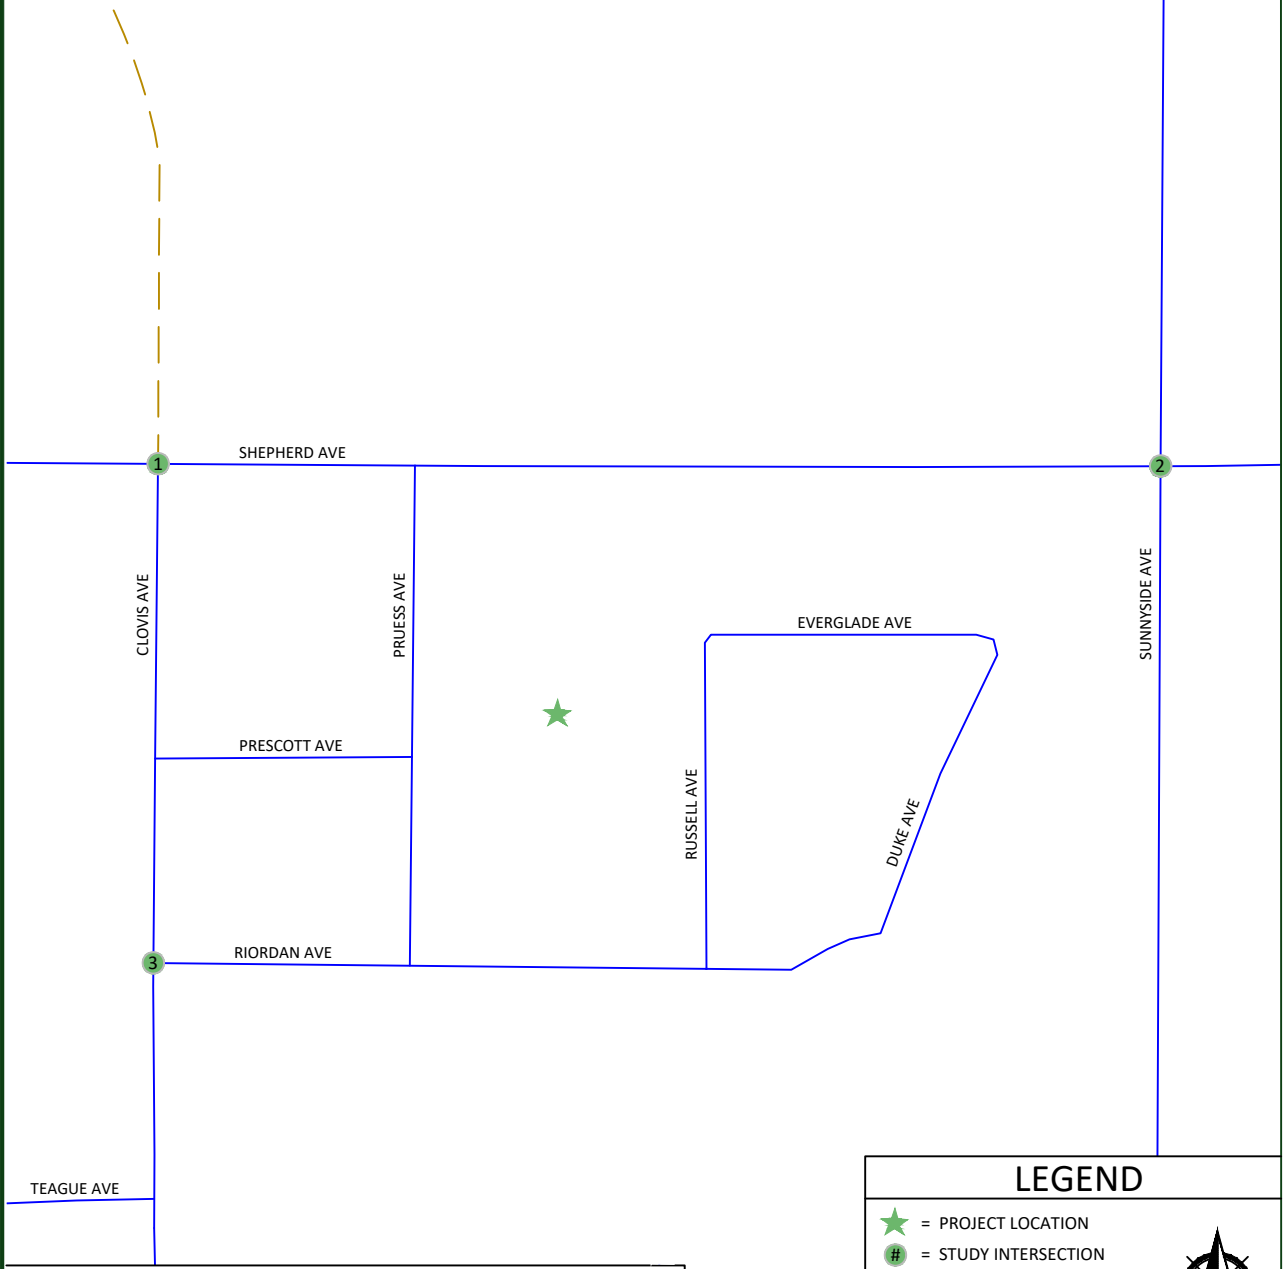 SHEPHERD AVE
1
2
CLOVIS AVE
PRUESS AVE
SUNNYSIDE AVE
EVERGLADE AVE
PRESCOTT AVE
RUSSELL AVE
DUKE AVE
RIORDAN AVE
3
TEAGUE AVE
LEGEND
= PROJECT LOCATION
# = STUDY INTERSECTION